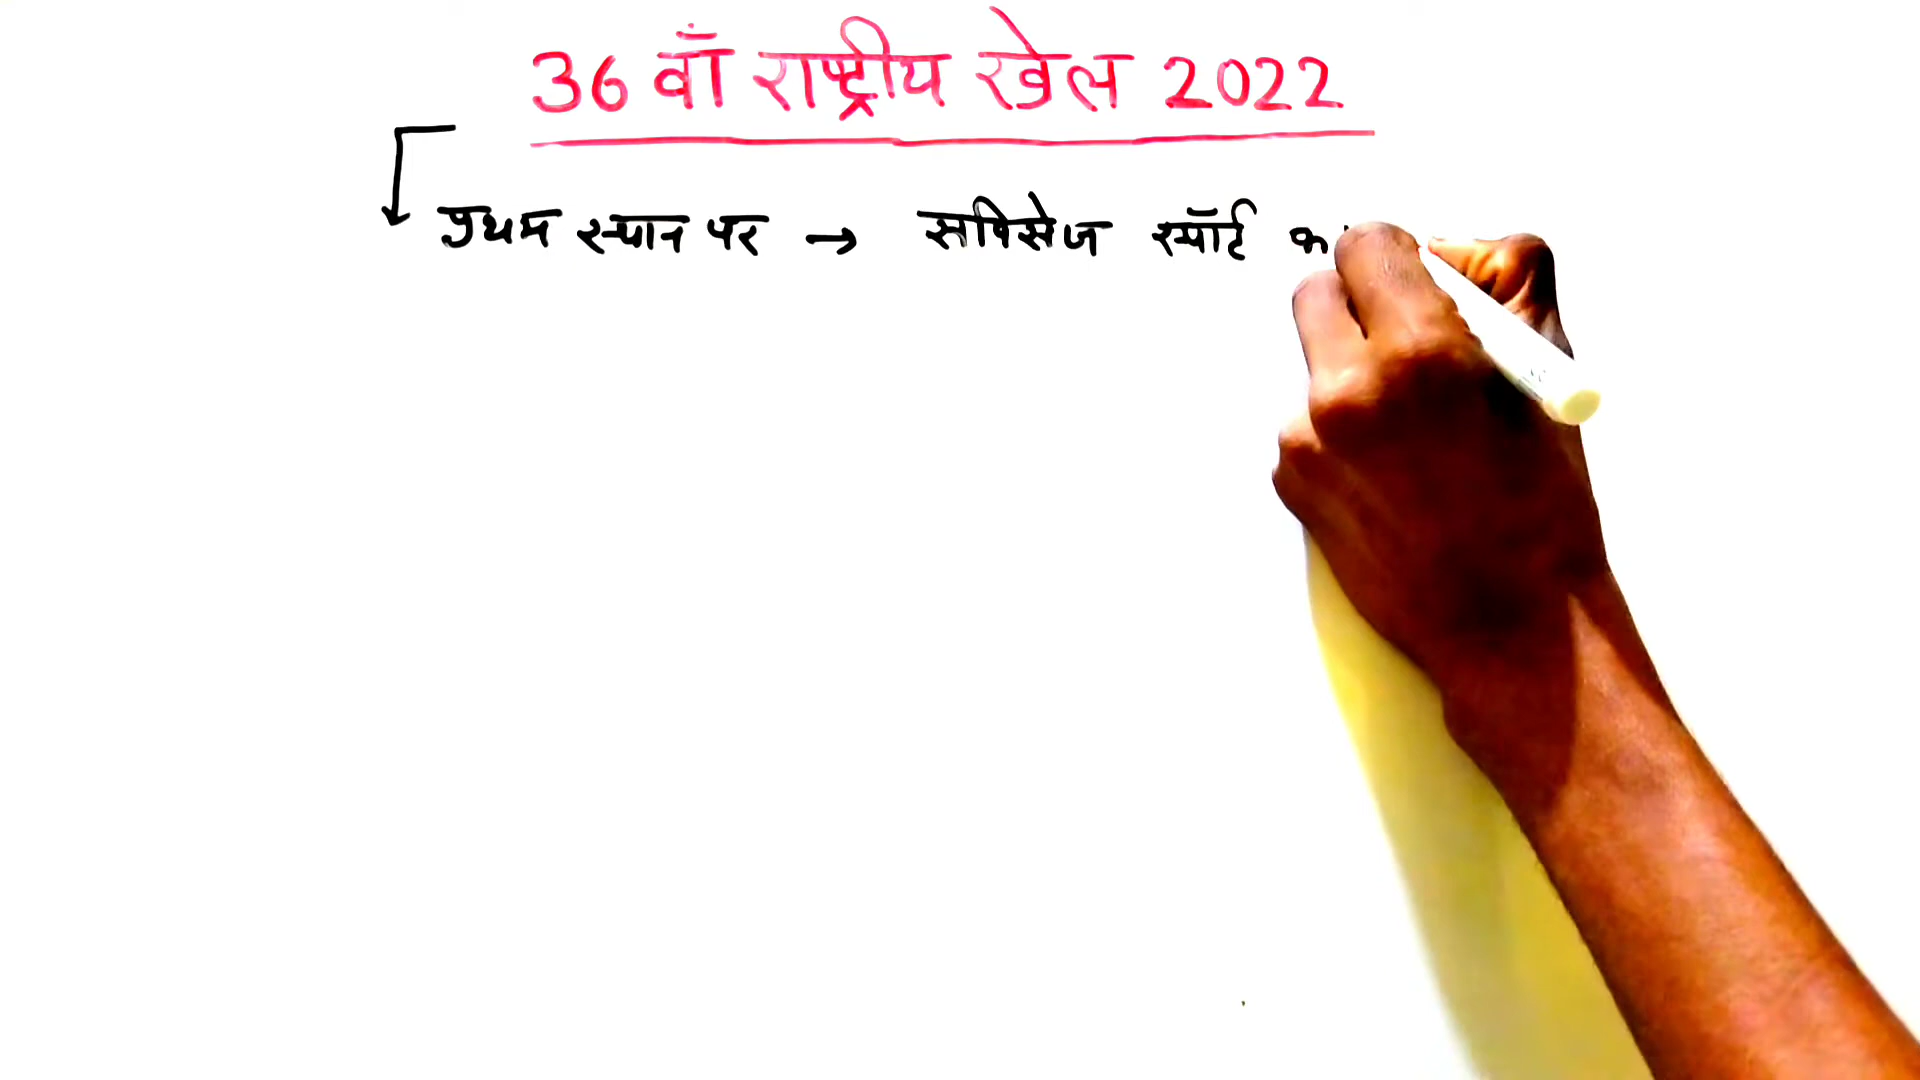 36 वाँ राष्ट्रीय खेल 2022
प्रथम स्थान पर → सर्विसेज स्पॉर्ट